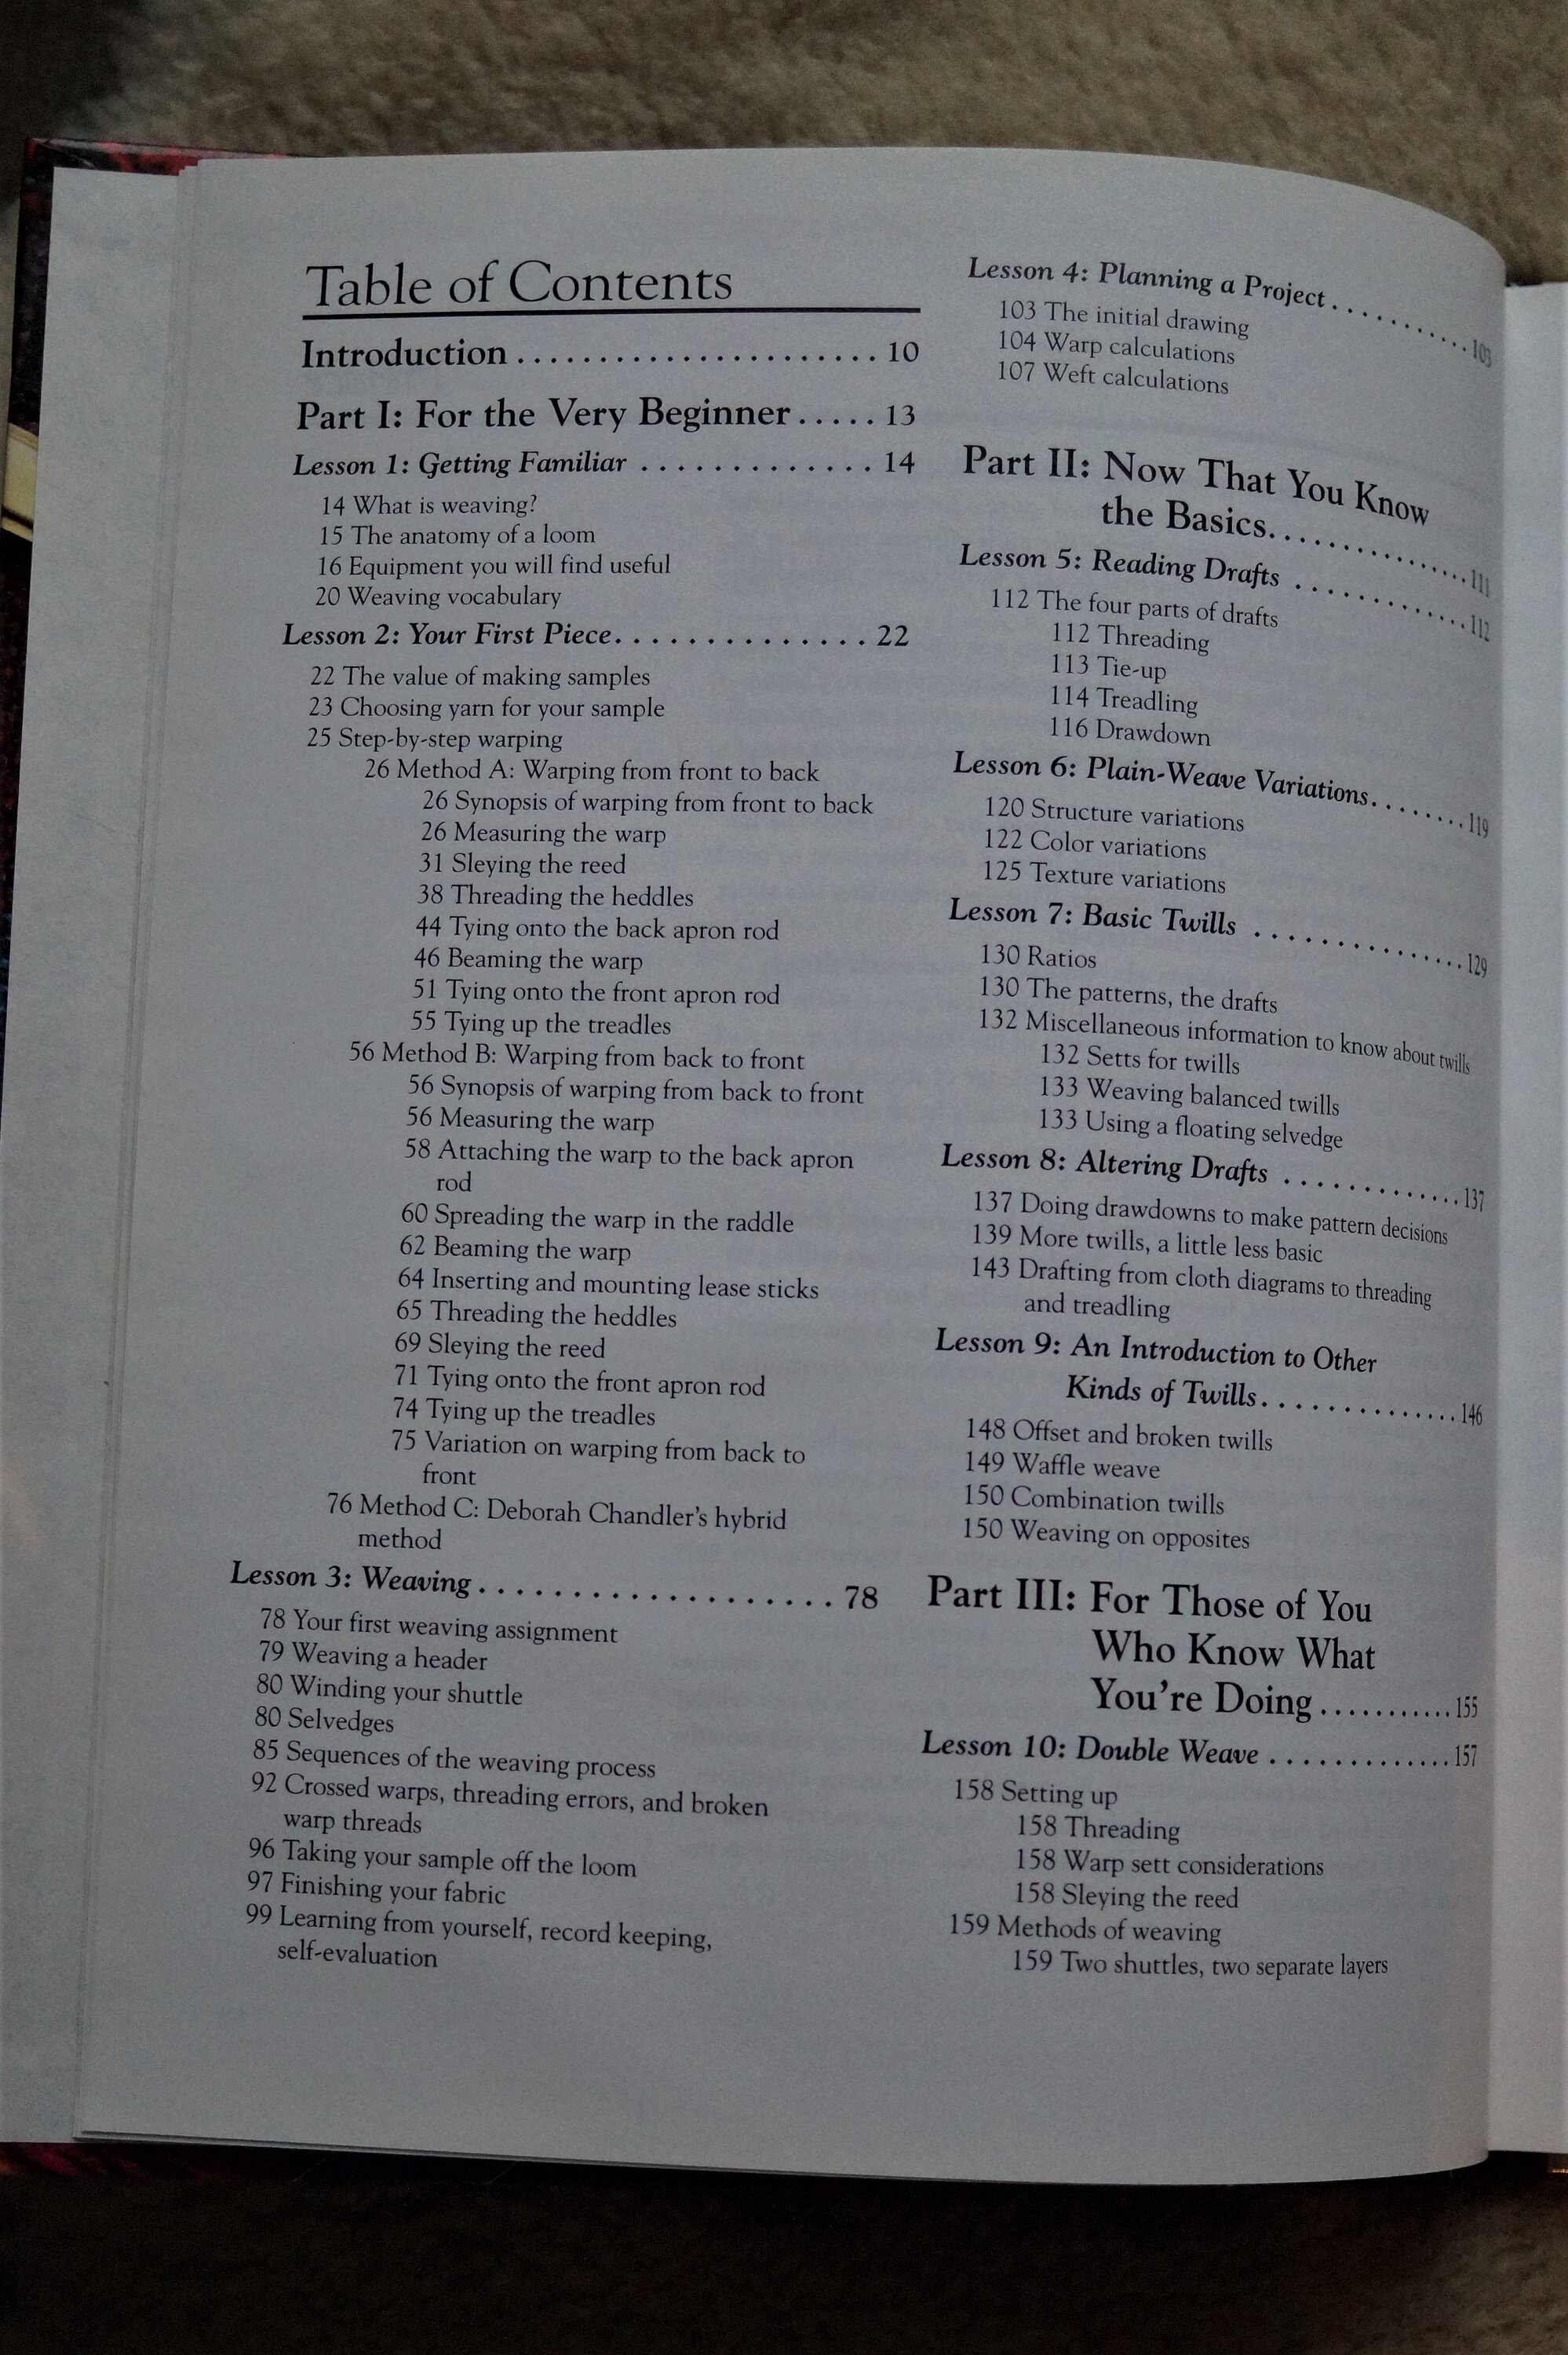 Table of Contents
Introduction ...................... 10
Part I: For the Very Beginner ..... 13
Lesson 1: Getting Familiar ............. 14
14 What is weaving?
15 The anatomy of a loom
16 Equipment you will find useful
20 Weaving vocabulary
Lesson 2: Your First Piece.............. 22
22 The value of making samples
23 Choosing yarn for your sample
25 Step-by-step warping
26 Method A: Warping from front to back
26 Synopsis of warping from front to back
26 Measuring the warp
31 Sleying the reed
38 Threading the heddles
44 Tying onto the back apron rod
46 Beaming the warp
51 Tying onto the front apron rod
55 Tying up the treadles
56 Method B: Warping from back to front
56 Synopsis of warping from back to front
56 Measuring the warp
58 Attaching the warp to the back apron
rod
60 Spreading the warp in the raddle
62 Beaming the warp
64 Inserting and mounting lease sticks
65 Threading the heddles
69 Sleying the reed
71 Tying onto the front apron rod
74 Tying up the treadles
75 Variation on warping from back to
front
76 Method C: Deborah Chandler's hybrid
method
Lesson 3: Weaving ................... 78
78 Your first weaving assignment
79 Weaving a header
80 Winding your shuttle
80 Selvedges
85 Sequences of the weaving process
92 Crossed warps, threading errors, and broken
warp threads
96 Taking your sample off the loom
97 Finishing your fabric
99 Learning from yourself, record keeping,
self-evaluation
Lesson 4: Planning a Project ........... 103
103 The initial drawing
104 Warp calculations
107 Weft calculations
Part II: Now That You Know
the Basics.................. 111
Lesson 5: Reading Drafts ............... 112
112 The four parts of drafts
112 Threading
113 Tie-up
114 Treadling
116 Drawdown
Lesson 6: Plain-Weave Variations......... 119
120 Structure variations
122 Color variations
125 Texture variations
Lesson 7: Basic Twills ................ 129
130 Ratios
130 The patterns, the drafts
132 Miscellaneous information to know about twills
132 Setts for twills
133 Weaving balanced twills
133 Using a floating selvedge
Lesson 8: Altering Drafts .............. 137
137 Doing drawdowns to make pattern decisions
139 More twills, a little less basic
143 Drafting from cloth diagrams to threading
and treadling
Lesson 9: An Introduction to Other
Kinds of Twills............... 146
148 Offset and broken twills
149 Waffle weave
150 Combination twills
150 Weaving on opposites
Part III: For Those of You
Who Know What
You're Doing ........... 155
Lesson 10: Double Weave .............. 157
158 Setting up
158 Threading
158 Warp sett considerations
158 Sleying the reed
159 Methods of weaving
159 Two shuttles, two separate layers